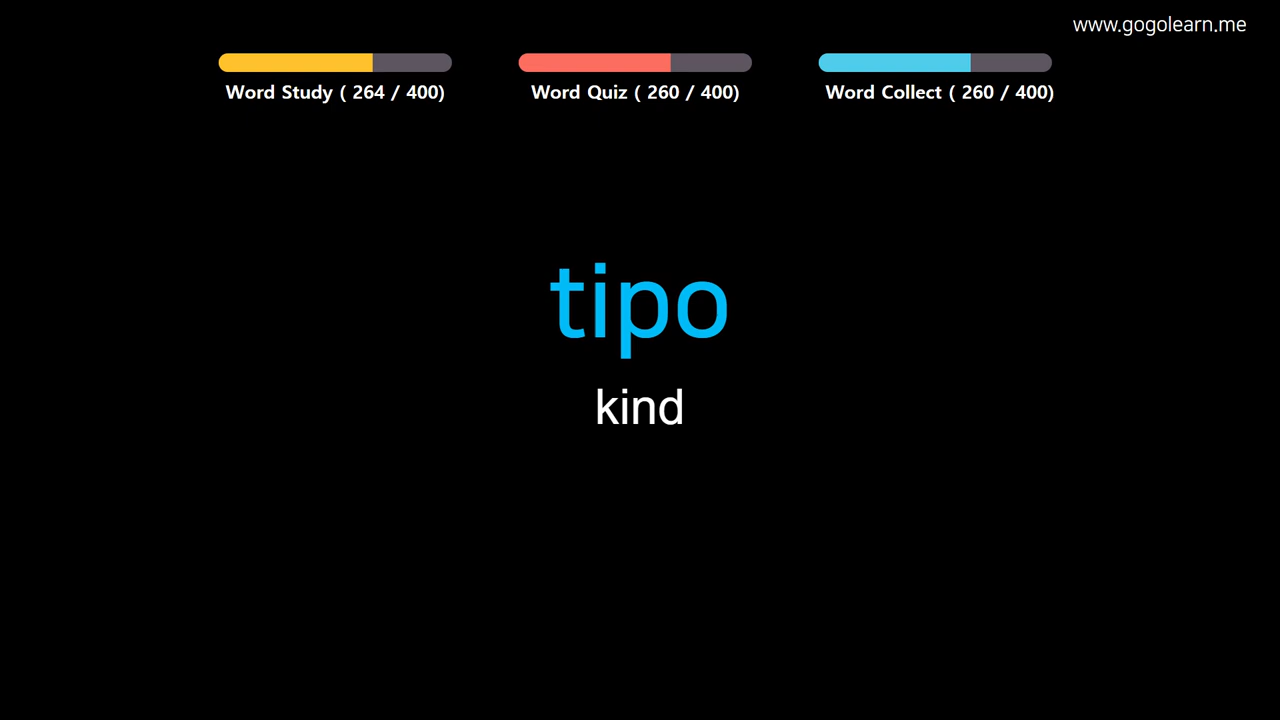 www.gogolearn.me
Word Study ( 264 / 400)
Word Quiz ( 260 / 400)
Word Collect ( 260 / 400)
tipo
kind